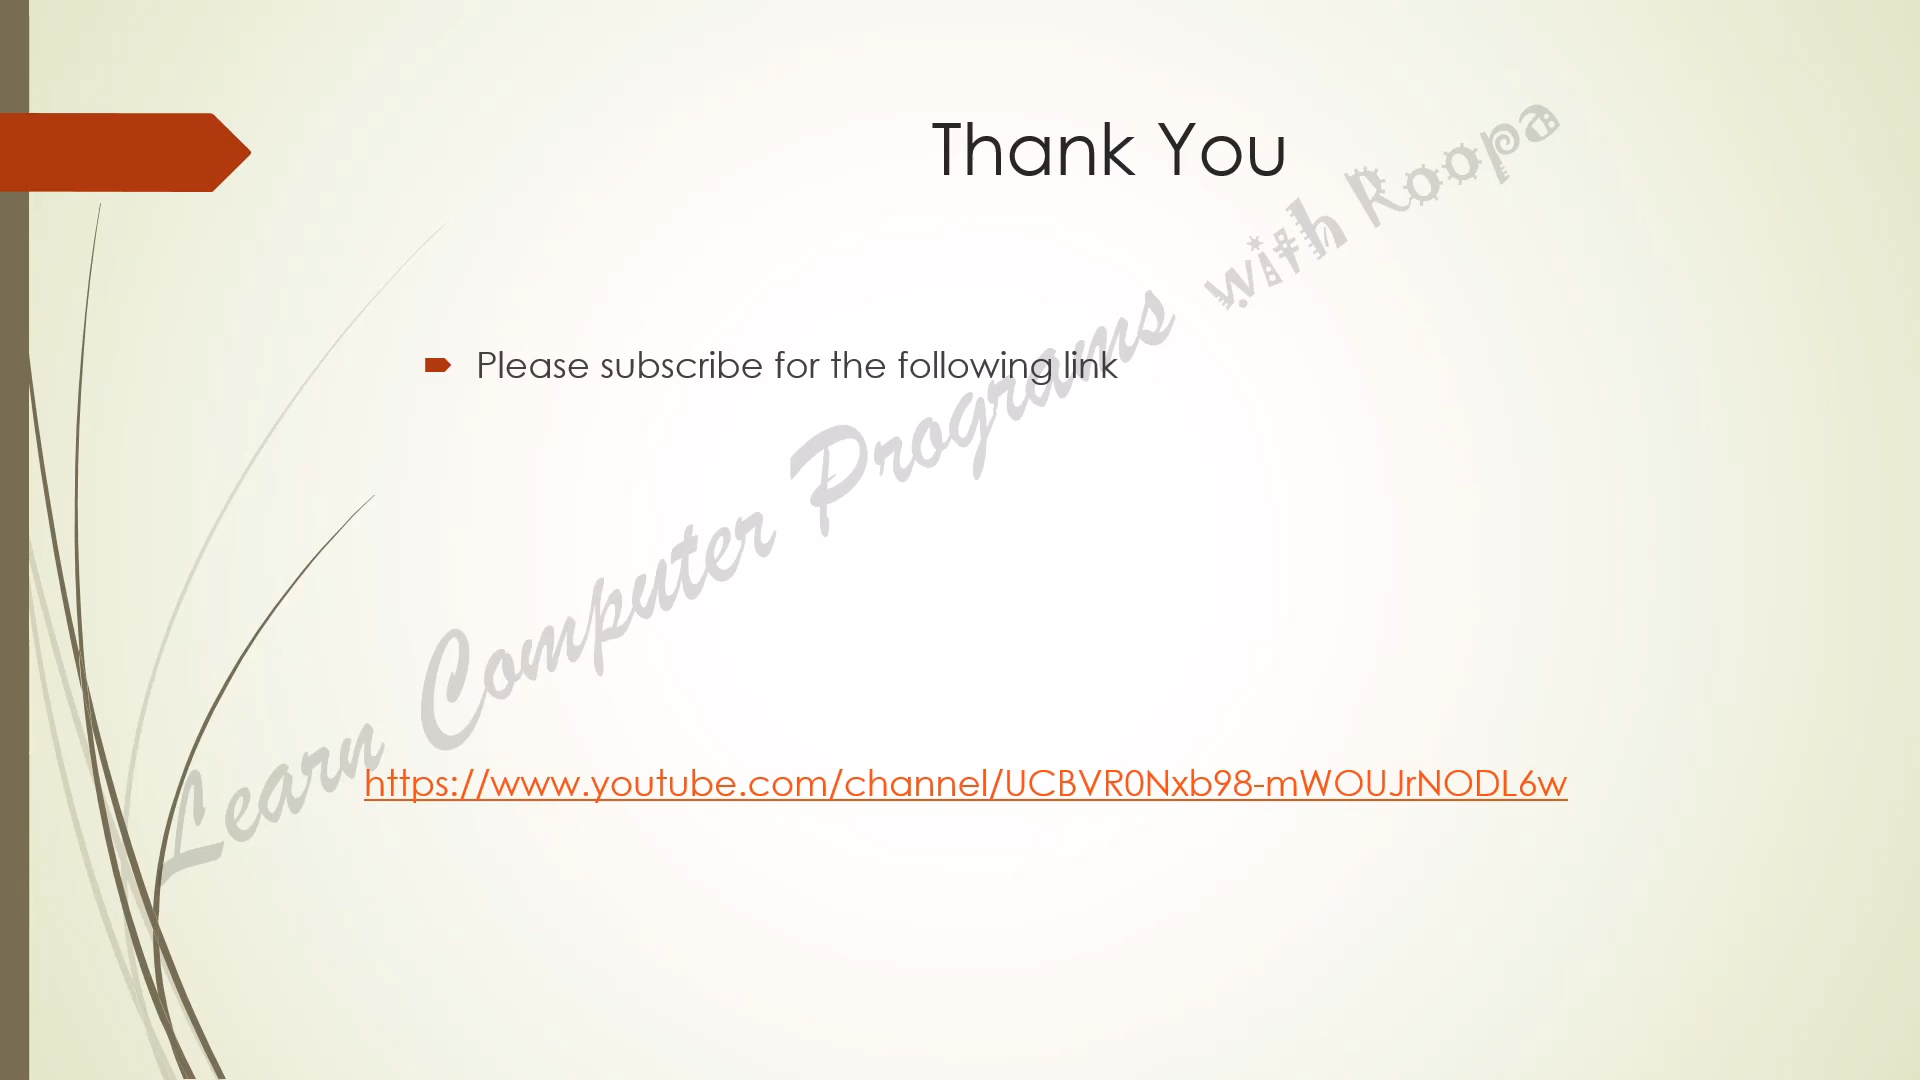 Thank You
Please subscribe for the following link
Learn Computer Programs with Roopa
https://www.youtube.com/channel/UCBVR0Nxb98-mWOUJrNODL6w